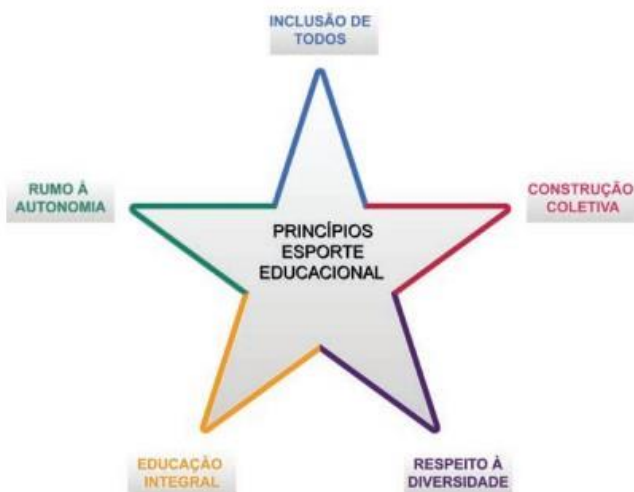 INCLUSÃO DE
TODOS
RUMO À
AUTONOMIA
CONSTRUÇÃO
COLETIVA
PRINCÍPIOS
ESPORTE
EDUCACIONAL
EDUCAÇÃO
INTEGRAL
RESPEITO À
DIVERSIDADE